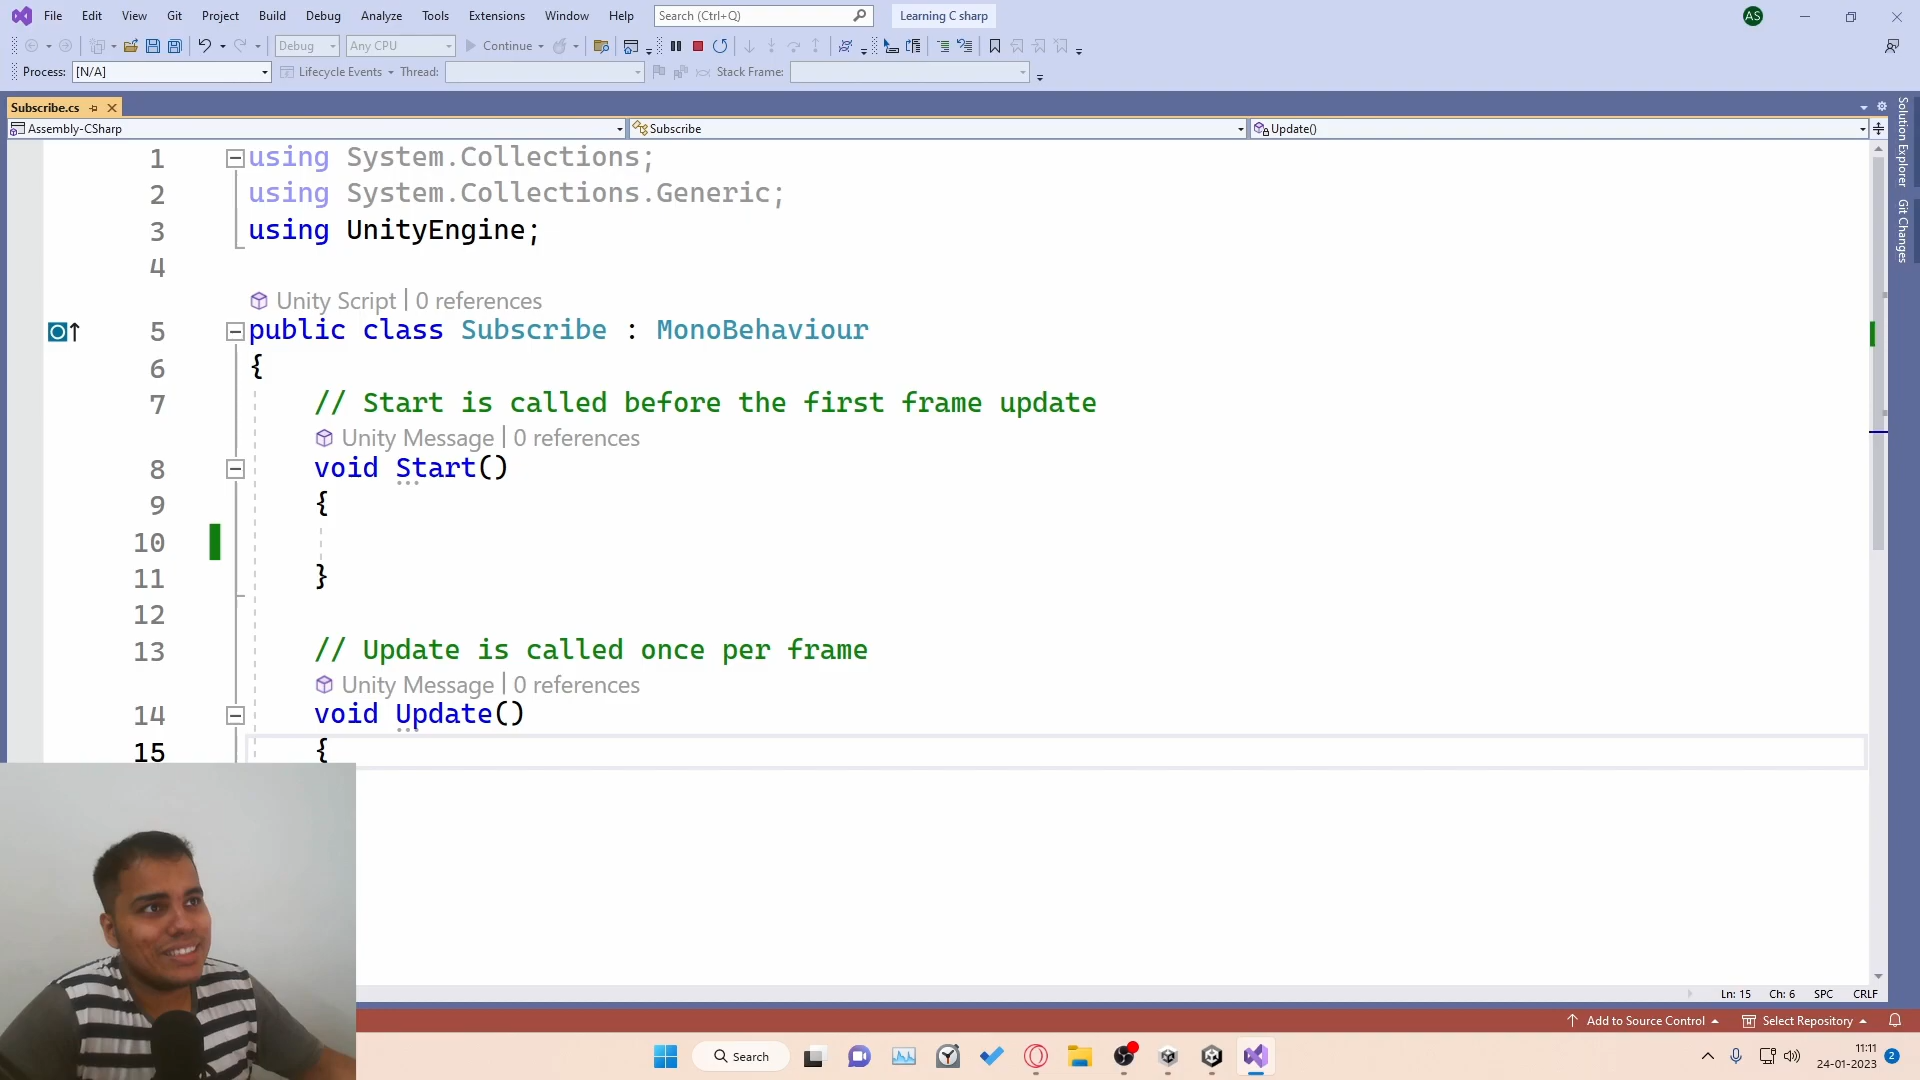 File Edit View Git Project Build Debug Analyze Tools Extensions Window Help Search (Ctrl+Q) Learning C sharp AS
Debug Any CPU Continue
Process: [N/A] Lifecycle Events Thread: Stack Frame:
Subscribe.cs
Assembly-CSharp Subscribe Update()
Solution Explorer
Git Changes
1 using System.Collections;
2 using System.Collections.Generic;
3 using UnityEngine;
4
Unity Script | 0 references
5 public class Subscribe : MonoBehaviour
6 {
7 // Start is called before the first frame update
Unity Message | 0 references
8 void Start()
9 {
10
11 }
12
13 // Update is called once per frame
Unity Message | 0 references
14 void Update()
15 {
Ln: 15 Ch: 6 SPC CRLF
Add to Source Control Select Repository
Search
11:11
24-01-2023
2